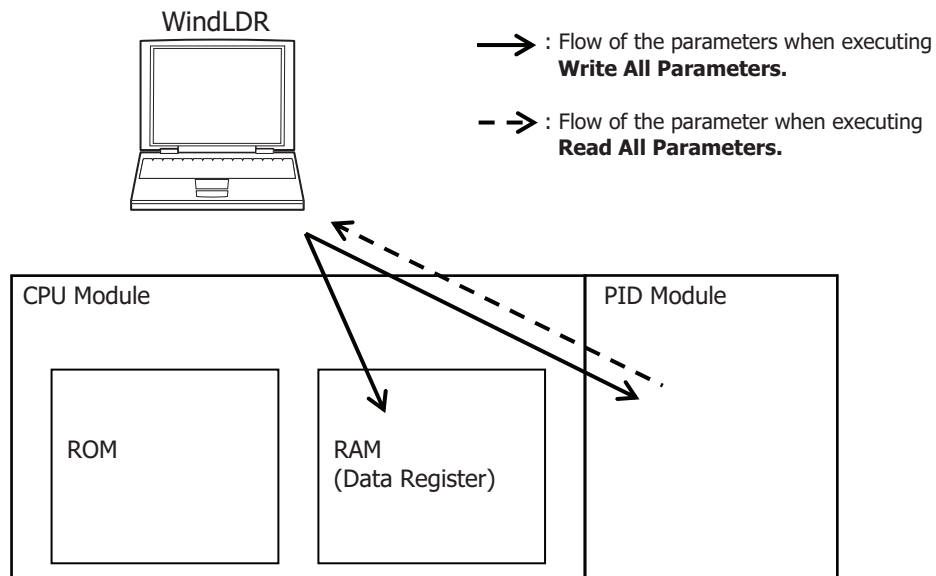 WindLDR
: Flow of the parameters when executing
Write All Parameters.
: Flow of the parameter when executing
Read All Parameters.
CPU Module
PID Module
ROM
RAM
(Data Register)